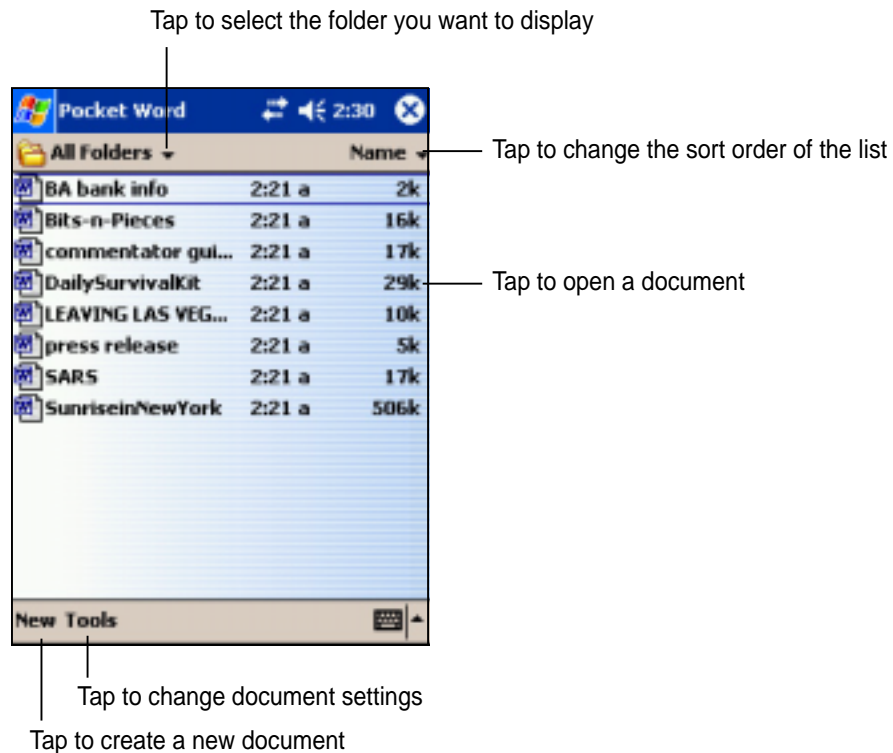 Tap to select the folder you want to display
Pocket Word 2:30
All Folders Name
Tap to change the sort order of the list
BA bank info 2:21 a 2k
Bits-n-Pieces 2:21 a 16k
commentator gui... 2:21 a 17k
DailySurvivalKit 2:21 a 29k
Tap to open a document
LEAVING LAS VEG... 2:21 a 10k
press release 2:21 a 5k
SARS 2:21 a 17k
SunriseinNewYork 2:21 a 506k
New Tools
Tap to change document settings
Tap to create a new document